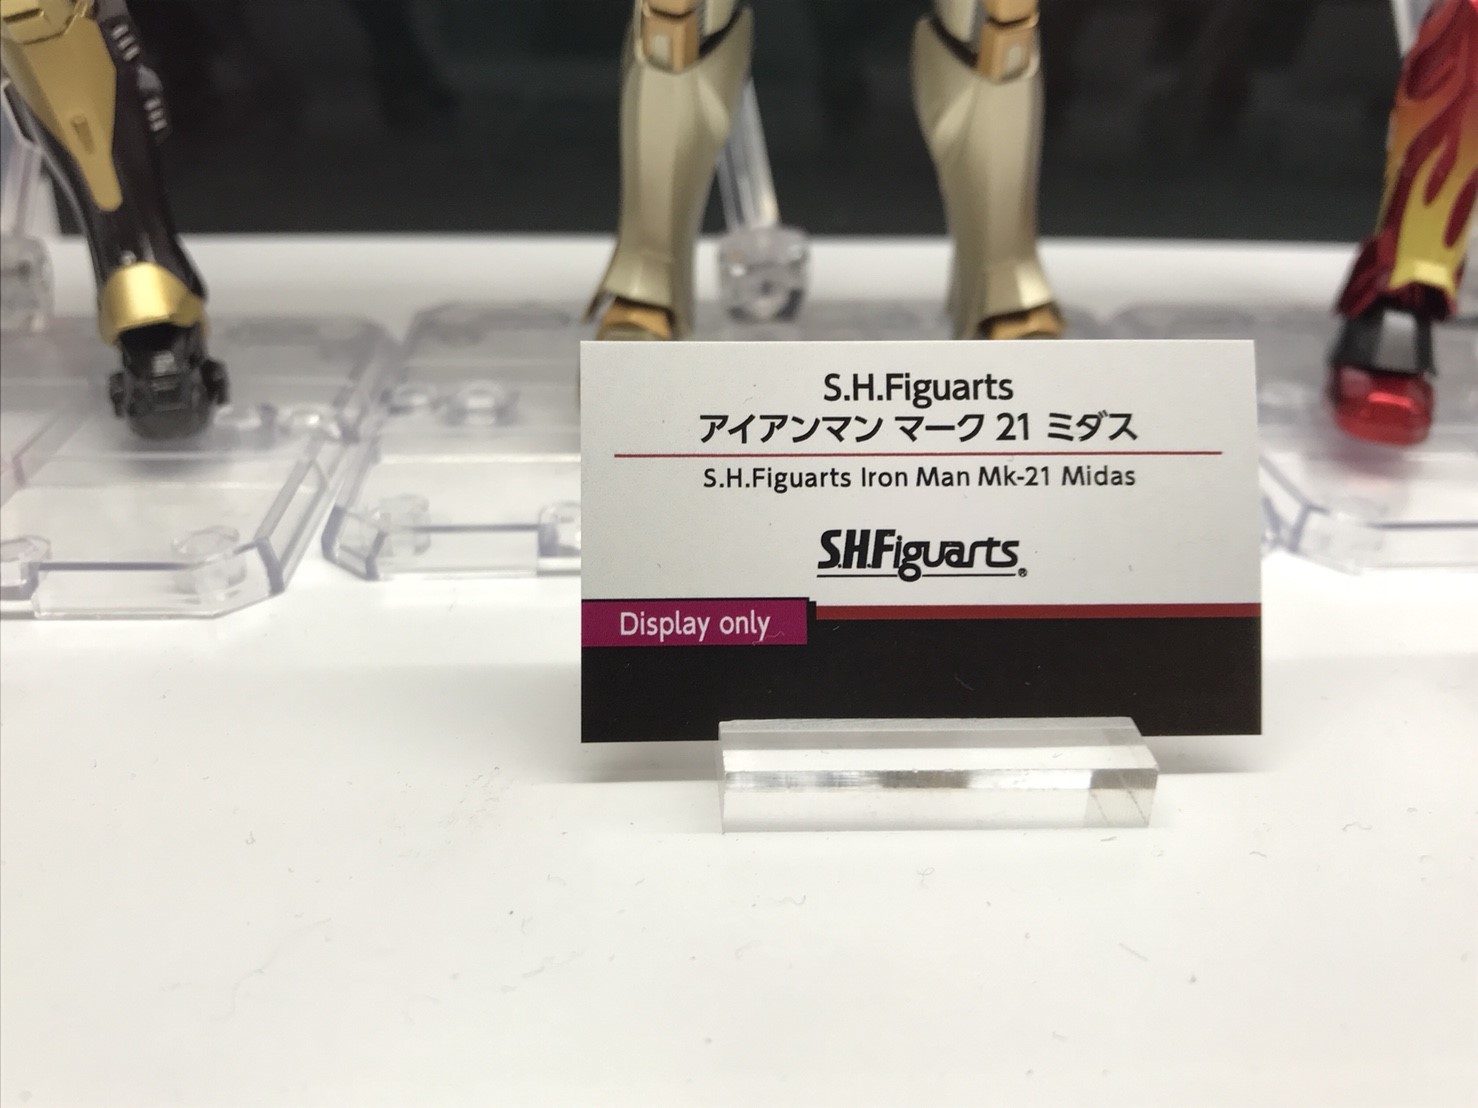 S.H.Figuarts
アイアンマン マーク 21 ミダス
S.H.Figuarts Iron Man Mk-21 Midas
S.H.Figuarts®
Display only